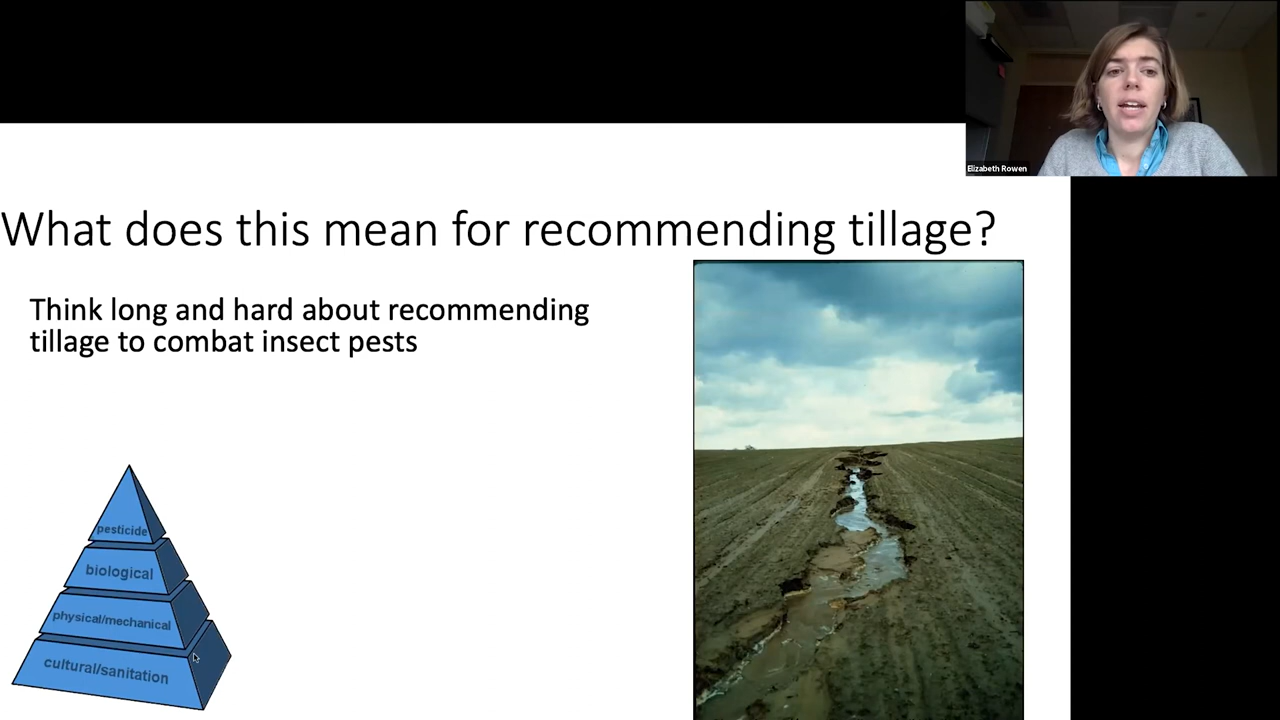 Elizabeth Rowen
What does this mean for recommending tillage?
Think long and hard about recommending
tillage to combat insect pests
pesticide
biological
physical/mechanical
cultural/sanitation